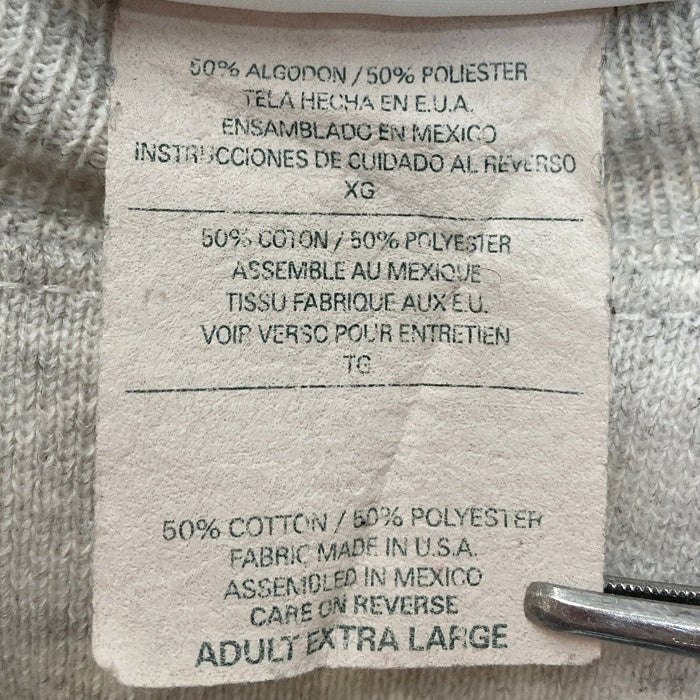 50% ALGODON / 50% POLIESTER
TELA HECHA EN E.U.A.
ENSAMBLADO EN MEXICO
INSTRUCCIONES DE CUIDADO AL REVERSO
XG
50% COTON / 50% POLYESTER
ASSEMBLE AU MEXIQUE
TISSU FABRIQUE AUX E.U.
VOIR VERSO POUR ENTRETIEN
TG
50% COTTON / 50% POLYESTER
FABRIC MADE IN U.S.A.
ASSEMBLED IN MEXICO
CARE ON REVERSE
ADULT EXTRA LARGE